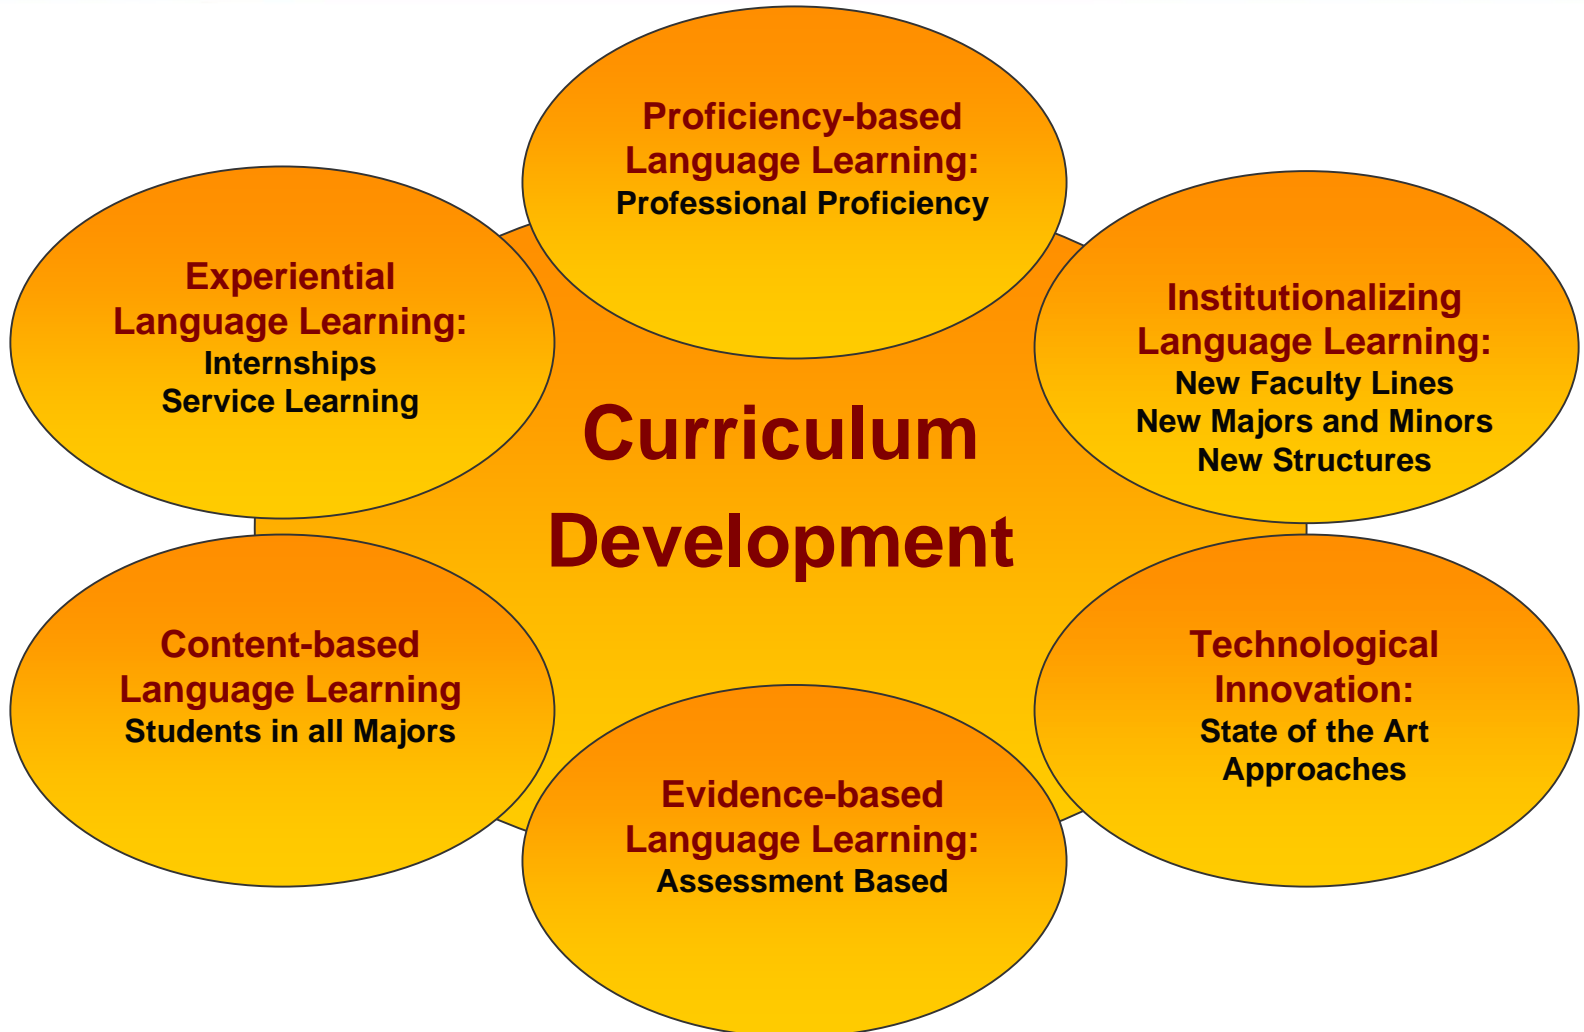 Proficiency-based
Language Learning:
Professional Proficiency
Experiential
Language Learning:
Internships
Service Learning
Institutionalizing
Language Learning:
New Faculty Lines
New Majors and Minors
New Structures
Curriculum
Development
Content-based
Language Learning
Students in all Majors
Technological
Innovation:
State of the Art
Approaches
Evidence-based
Language Learning:
Assessment Based